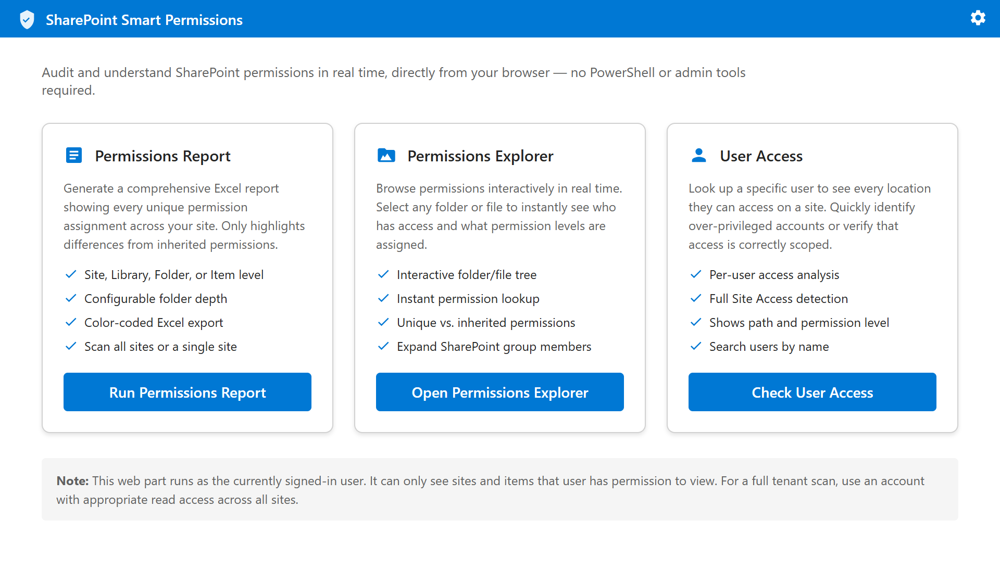 SharePoint Smart Permissions
Audit and understand SharePoint permissions in real time, directly from your browser — no PowerShell or admin tools
required.
Permissions Report
Generate a comprehensive Excel report
showing every unique permission
assignment across your site. Only highlights
differences from inherited permissions.
Site, Library, Folder, or Item level
Configurable folder depth
Color-coded Excel export
Scan all sites or a single site
Run Permissions Report
Permissions Explorer
Browse permissions interactively in real time.
Select any folder or file to instantly see who
has access and what permission levels are
assigned.
Interactive folder/file tree
Instant permission lookup
Unique vs. inherited permissions
Expand SharePoint group members
Open Permissions Explorer
User Access
Look up a specific user to see every location
they can access on a site. Quickly identify
over-privileged accounts or verify that
access is correctly scoped.
Per-user access analysis
Full Site Access detection
Shows path and permission level
Search users by name
Check User Access
Note: This web part runs as the currently signed-in user. It can only see sites and items that user has permission to view. For a full tenant scan, use an account
with appropriate read access across all sites.